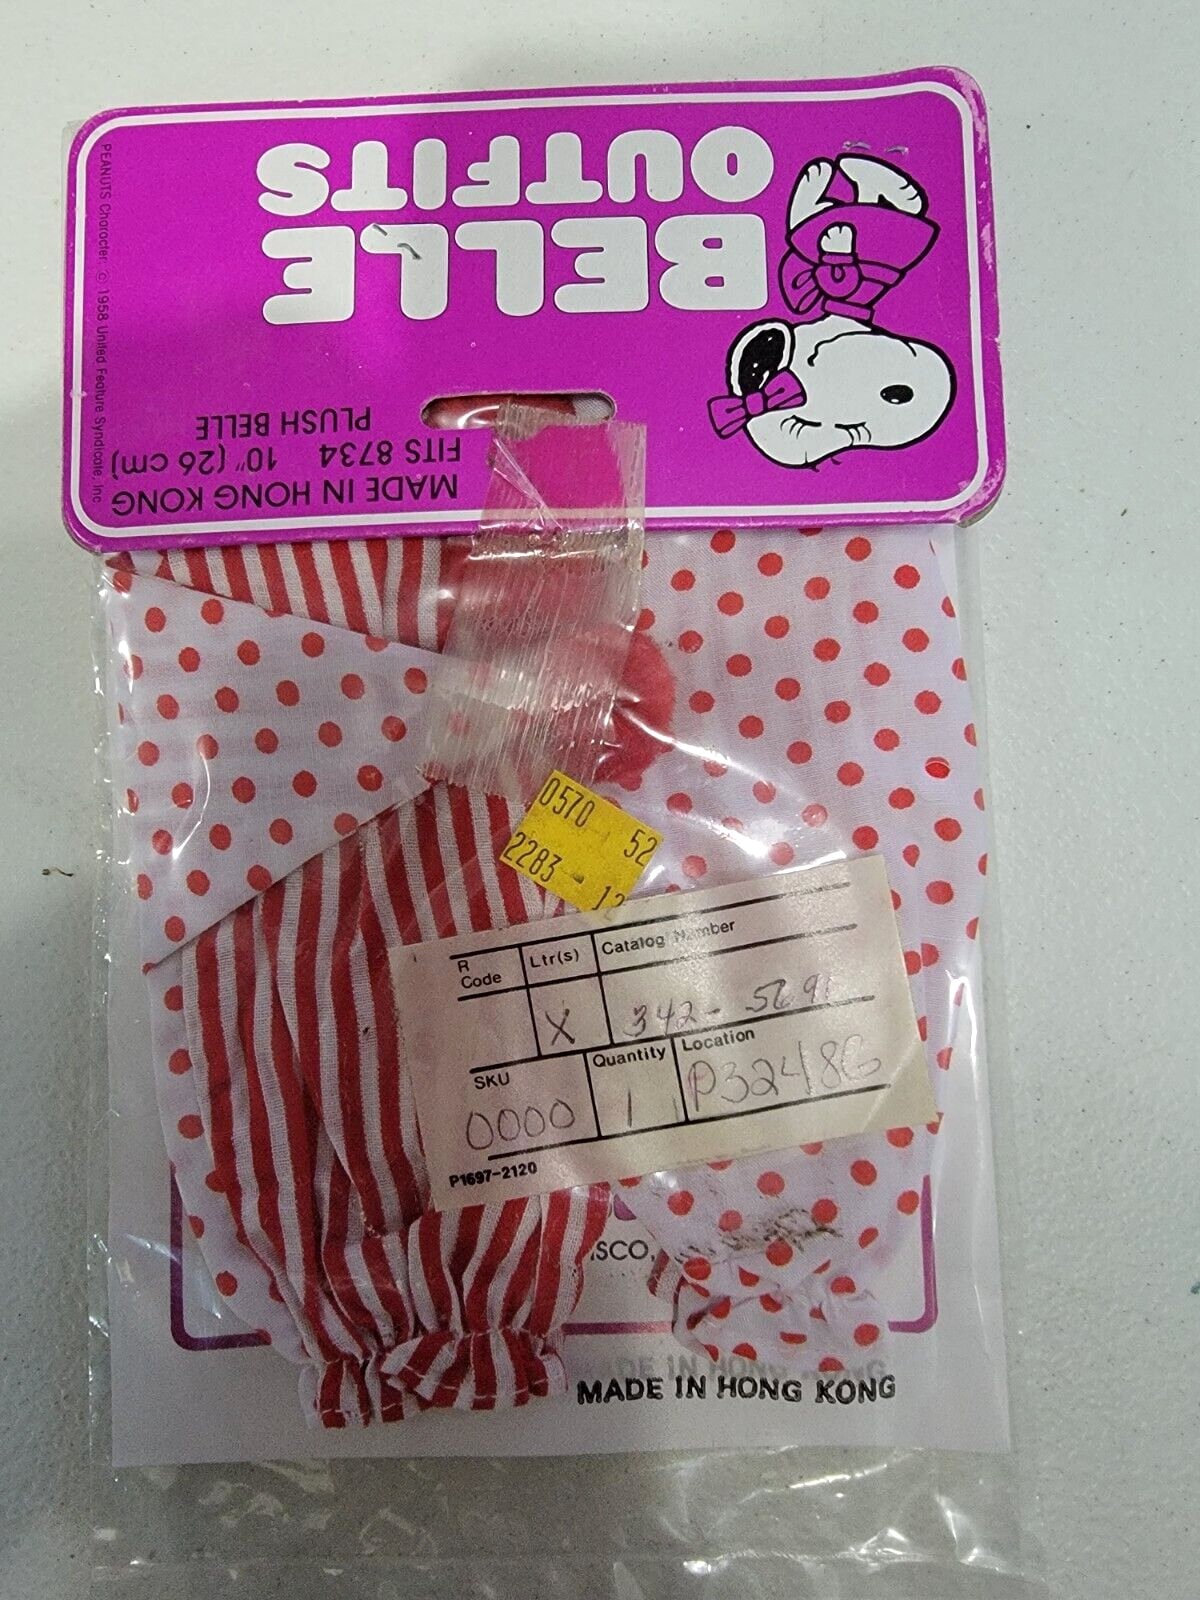 BELLE
OUTFITS
MADE IN HONG KONG
FITS 8734 10" (26 cm)
PLUSH BELLE
PEANUTS Character: © 1958 United Feature Syndicate, Inc.
0570 52
2283 - 12
R Code
Ltr(s)
Catalog Number
X
342-
SKU
Quantity
Location
0000
1
P1697-2120
ISCO,
MADE IN HONG KONG